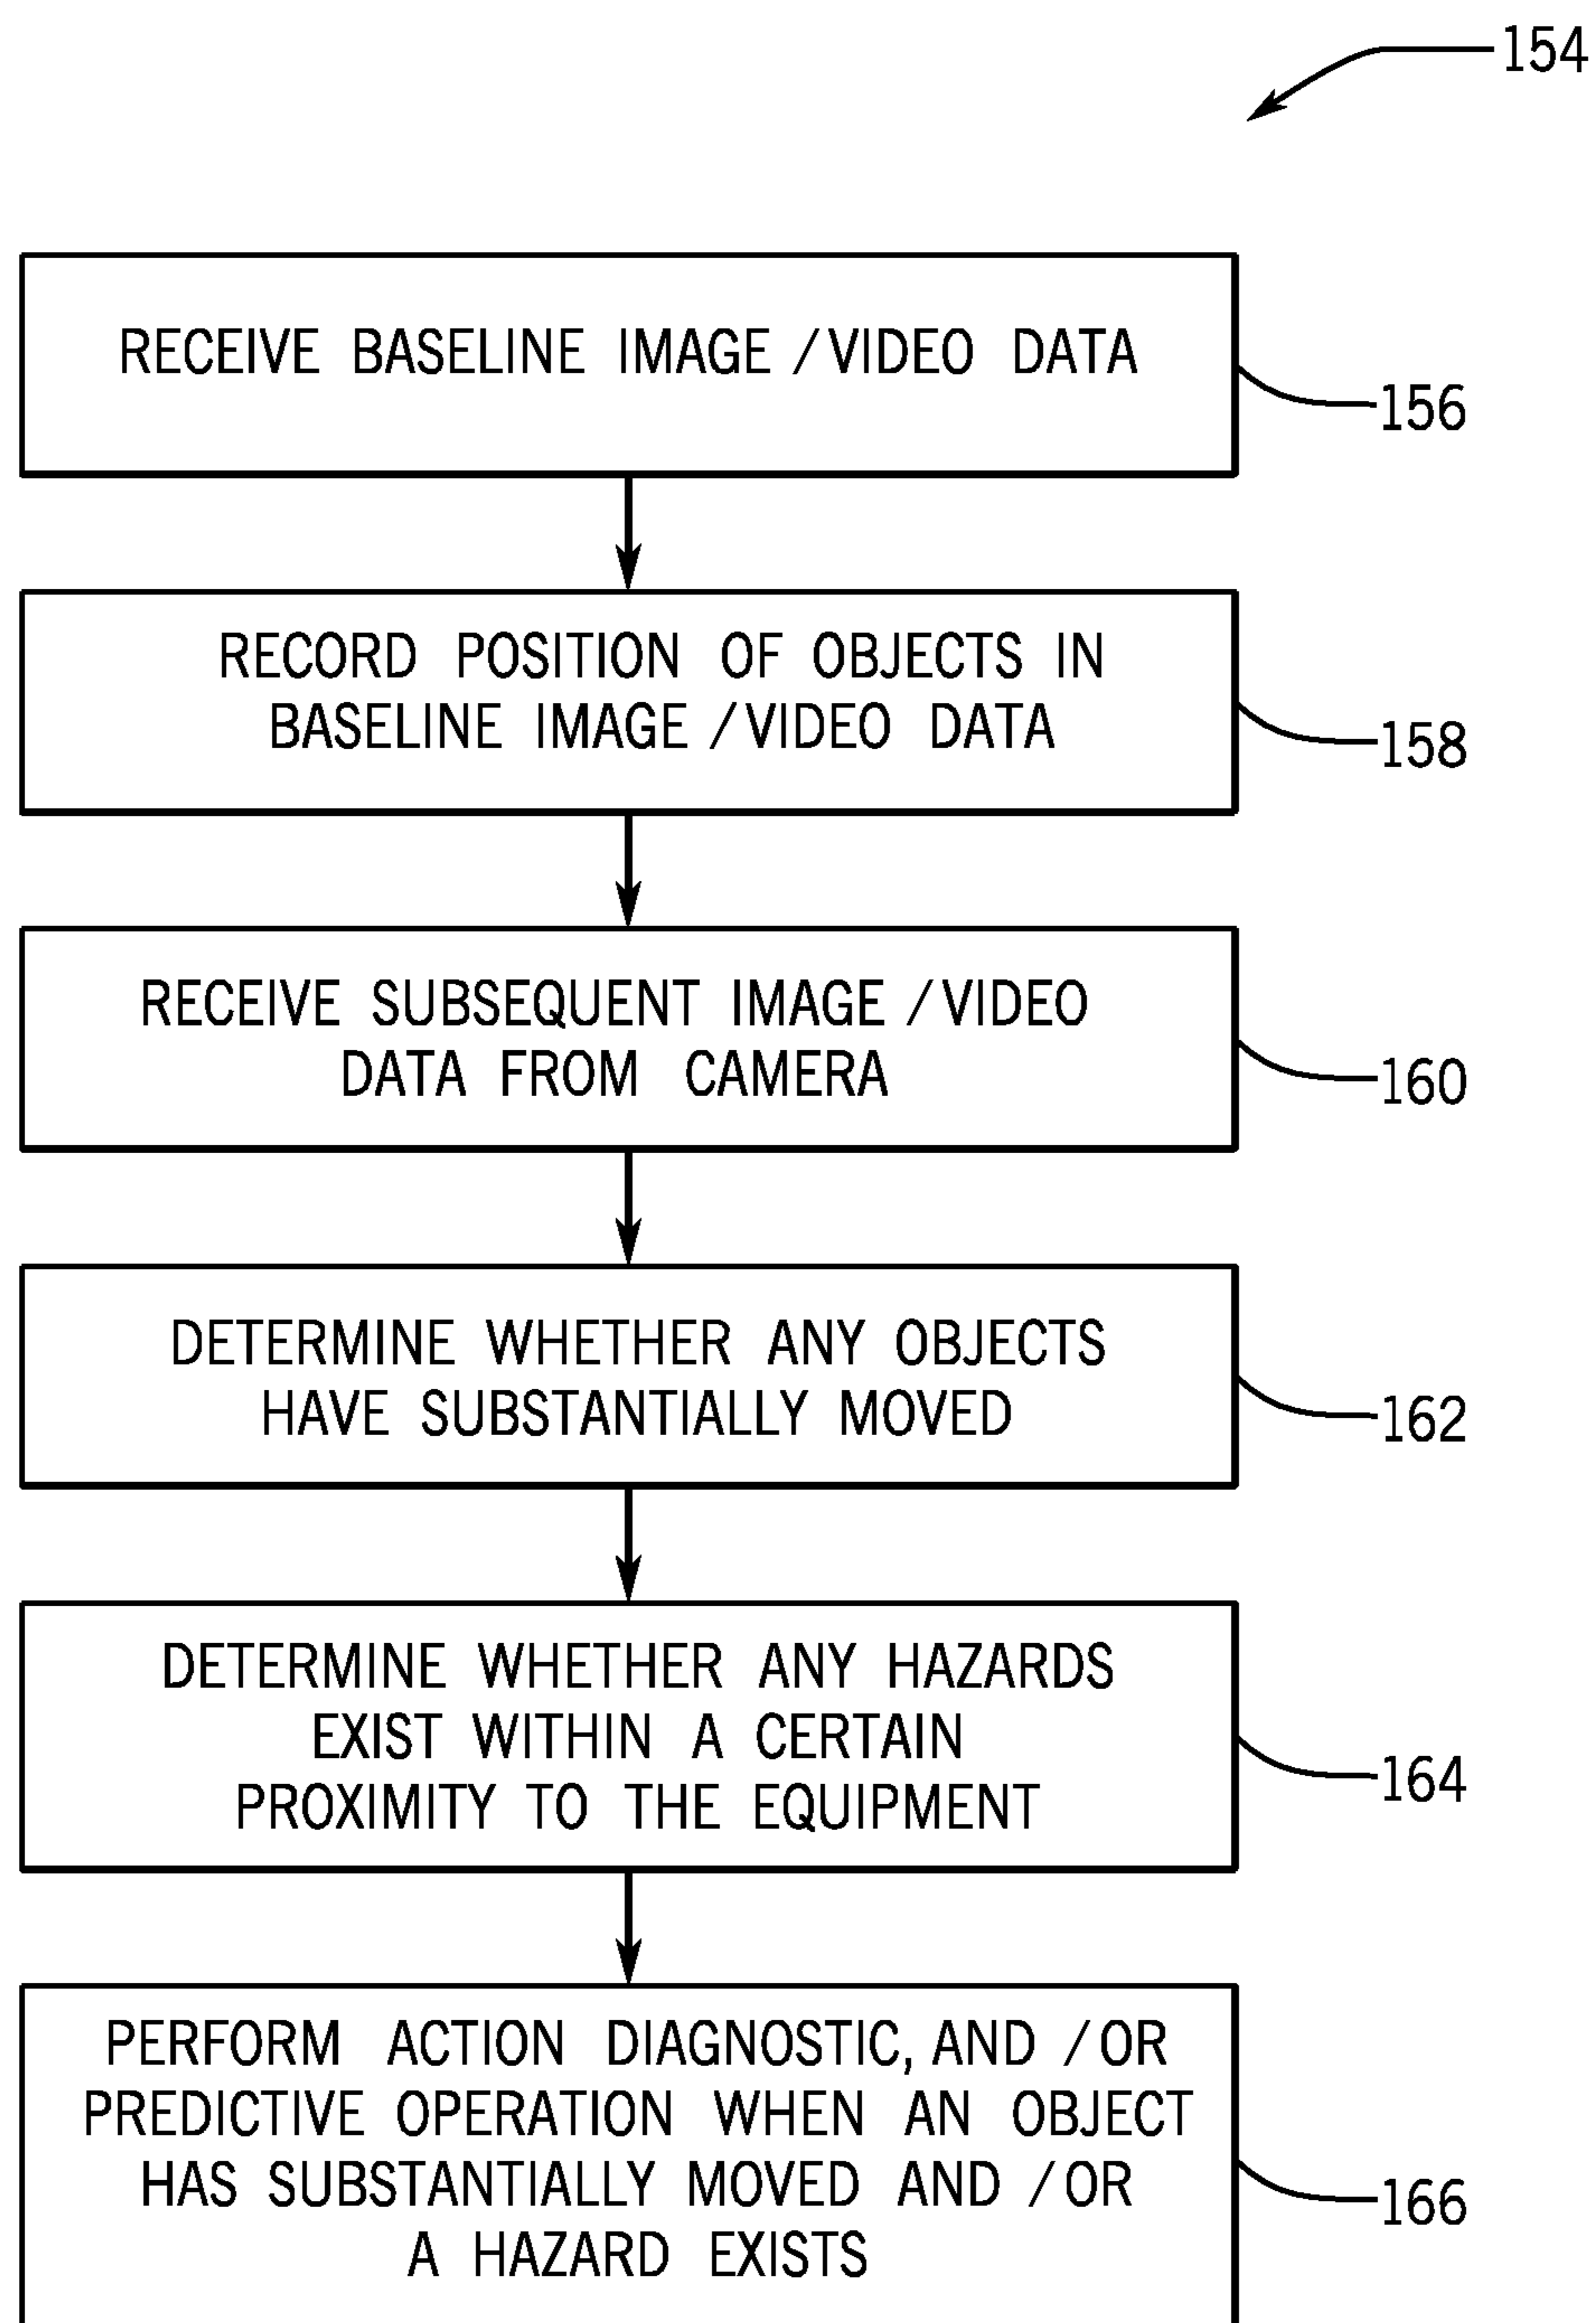 154
RECEIVE BASELINE IMAGE /VIDEO DATA
156
RECORD POSITION OF OBJECTS IN
BASELINE IMAGE /VIDEO DATA
158
RECEIVE SUBSEQUENT IMAGE /VIDEO
DATA FROM CAMERA
160
DETERMINE WHETHER ANY OBJECTS
HAVE SUBSTANTIALLY MOVED
162
DETERMINE WHETHER ANY HAZARDS
EXIST WITHIN A CERTAIN
PROXIMITY TO THE EQUIPMENT
164
PERFORM ACTION DIAGNOSTIC, AND /OR
PREDICTIVE OPERATION WHEN AN OBJECT
HAS SUBSTANTIALLY MOVED AND /OR
A HAZARD EXISTS
166